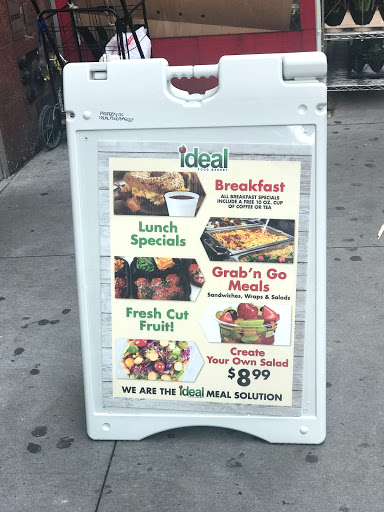 ideal
FOOD BASKET
Breakfast
ALL BREAKFAST SPECIALS
INCLUDE A FREE 10 OZ. CUP
OF COFFEE OR TEA
Lunch
Specials
Grab'n Go
Meals
Sandwiches, Wraps & Salads
Fresh Cut
Fruit!
Create
Your Own Salad
$8.99
WE ARE THE ideal MEAL SOLUTION